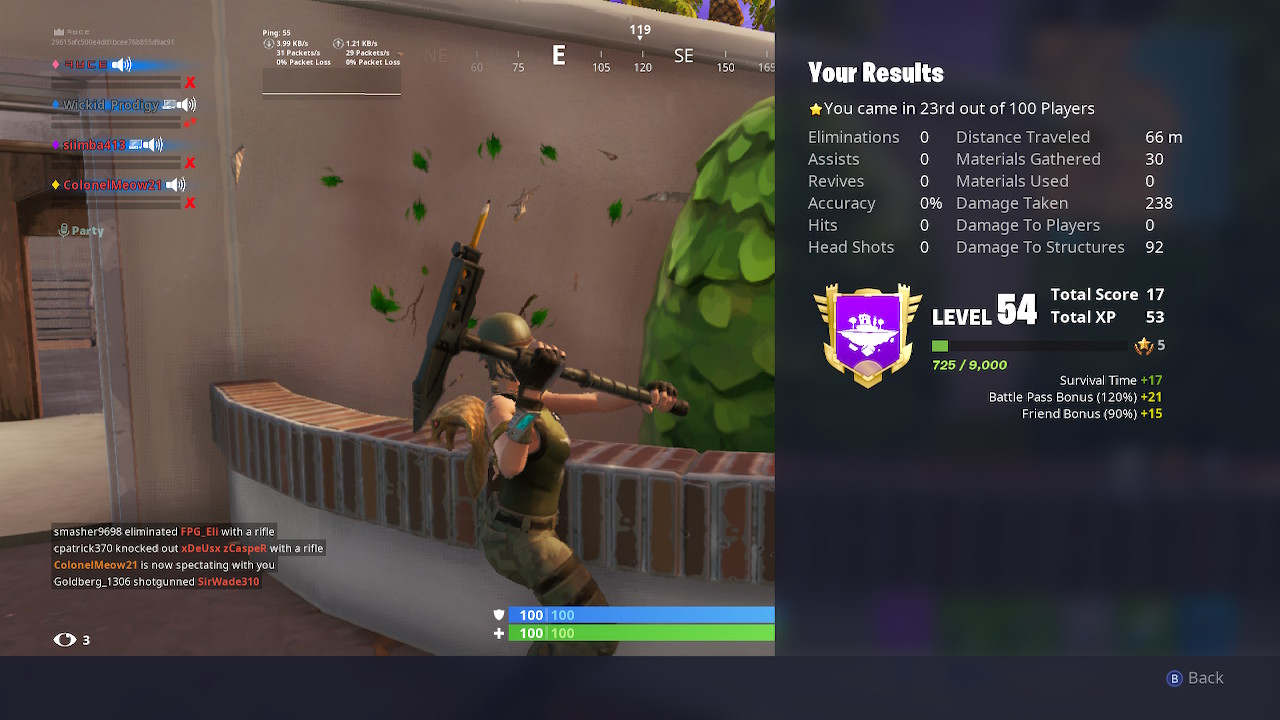 Ping: 55
3.99 KB/s 1.21 KB/s
31 Packets/s 29 Packets/s
0% Packet Loss 0% Packet Loss
119
NE 60 75 E 105 120 SE 150 165
Wickid_Prodigy
siimba413
ColonelMeow21
Party
smasher9698 eliminated FPG_Eli with a rifle
cpatrick370 knocked out xDeUsx zCaspeR with a rifle
ColonelMeow21 is now spectating with you
Goldberg_1306 shotgunned SirWade310
3
100 100
100 100
Your Results
You came in 23rd out of 100 Players
Eliminations 0 Distance Traveled 66 m
Assists 0 Materials Gathered 30
Revives 0 Materials Used 0
Accuracy 0% Damage Taken 238
Hits 0 Damage To Players 0
Head Shots 0 Damage To Structures 92
LEVEL 54
Total Score 17
Total XP 53
5
725 / 9,000
Survival Time +17
Battle Pass Bonus (120%) +21
Friend Bonus (90%) +15
B Back